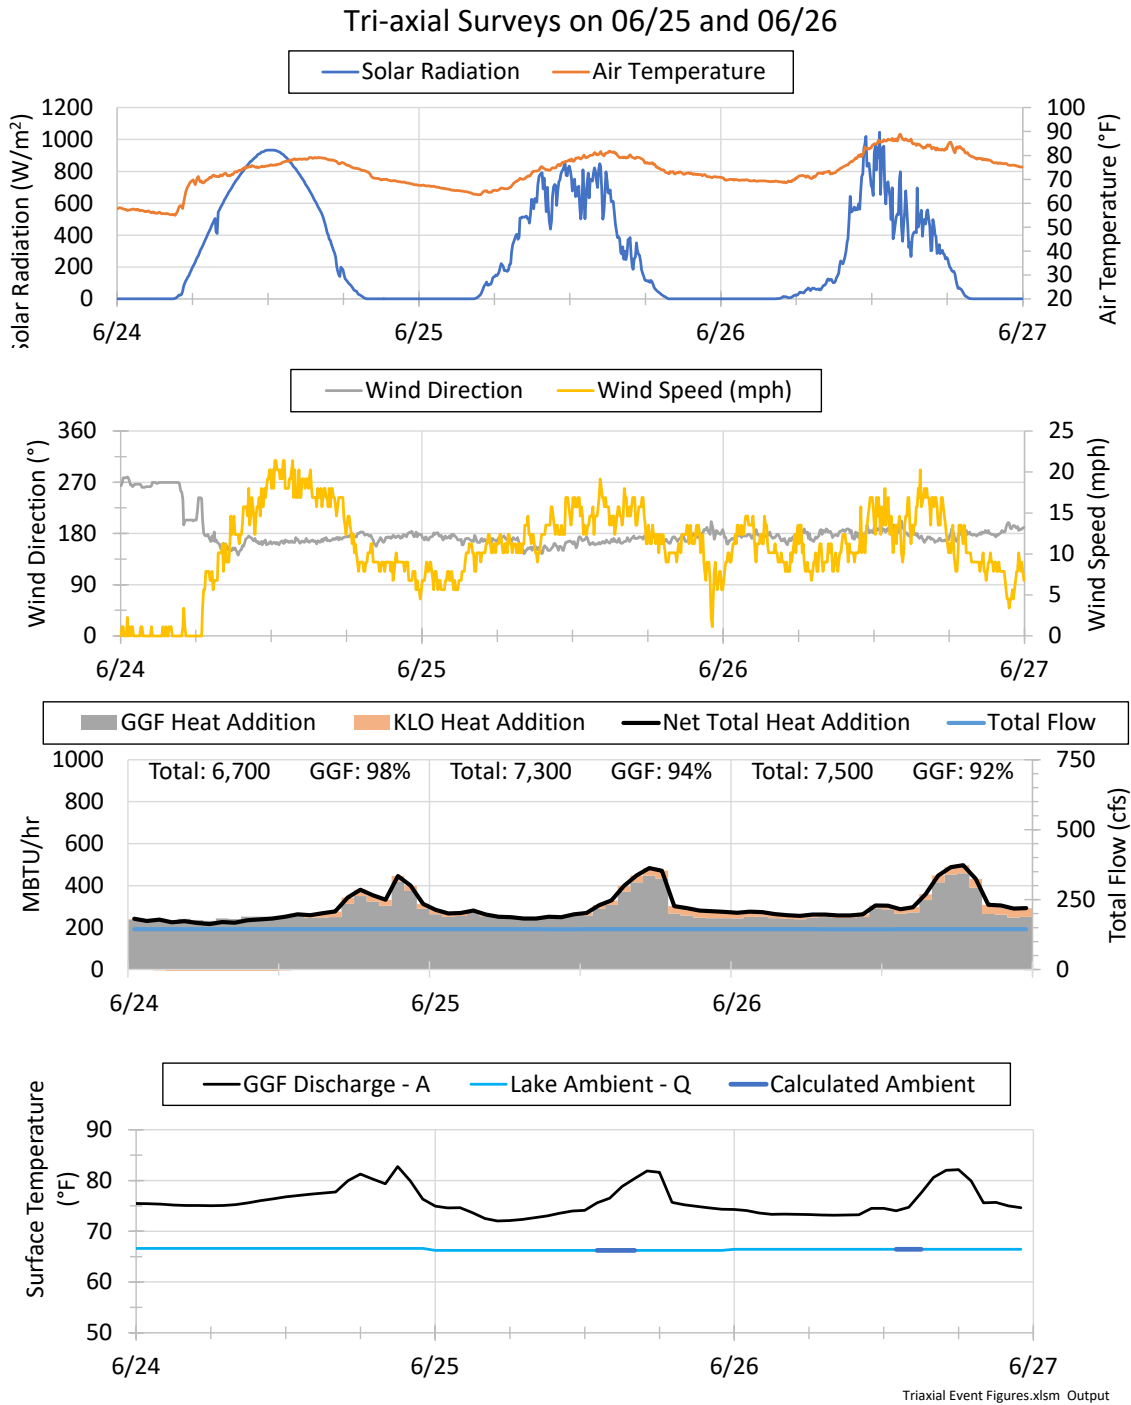 Tri-axial Surveys on 06/25 and 06/26
Solar Radiation Air Temperature
Solar Radiation (W/m²)
1200
1000
800
600
400
200
0
100
90
80
70
60
50
40
30
20
Air Temperature (°F)
6/24 6/25 6/26 6/27
Wind Direction Wind Speed (mph)
Wind Direction (°)
360
270
180
90
0
25
20
15
10
5
0
Wind Speed (mph)
6/24 6/25 6/26 6/27
GGF Heat Addition KLO Heat Addition Net Total Heat Addition Total Flow
MBTU/hr
1000
800
600
400
200
0
Total: 6,700 GGF: 98% Total: 7,300 GGF: 94% Total: 7,500 GGF: 92%
750
500
250
0
Total Flow (cfs)
6/24 6/25 6/26
GGF Discharge - A Lake Ambient - Q Calculated Ambient
Surface Temperature
(°F)
90
80
70
60
50
6/24 6/25 6/26 6/27
Triaxial Event Figures.xlsm Output